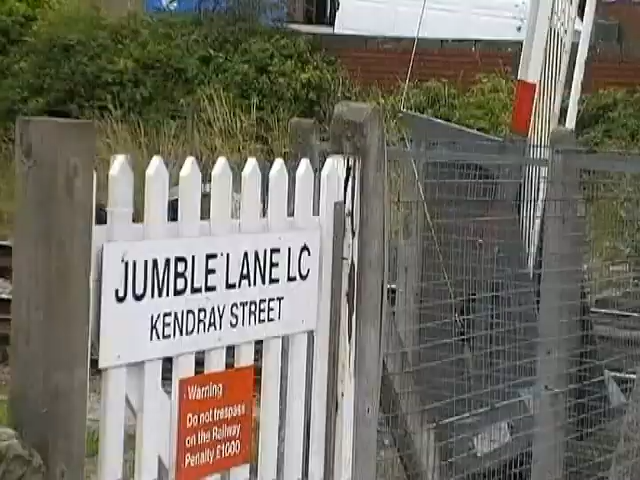 JUMBLE LANE LC
KENDRAY STREET
Warning
Do not trespass
on the Railway
Penalty £1000